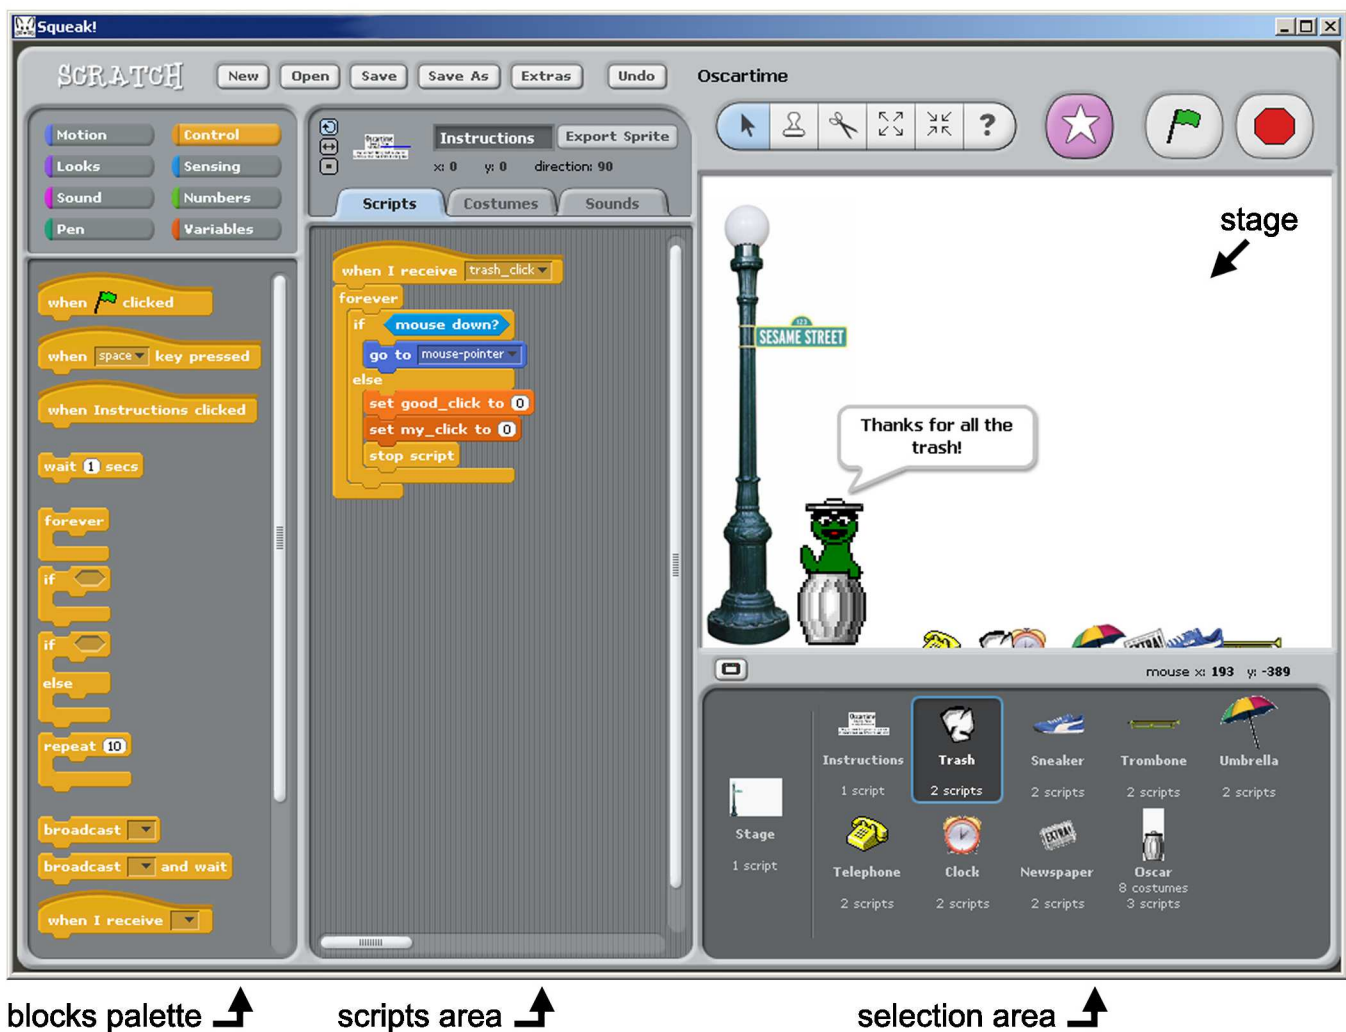 Squeak!
SCRATCH
New
Open
Save
Save As
Extras
Undo
Oscartime
Motion
Control
Looks
Sensing
Sound
Numbers
Pen
Variables
Instructions
Export Sprite
x: 0 y: 0 direction: 90
Scripts
Costumes
Sounds
when clicked
when space key pressed
when Instructions clicked
wait 1 secs
forever
if
if
else
repeat 10
broadcast
broadcast and wait
when I receive
when I receive trash_click
forever
if mouse down?
go to mouse-pointer
else
set good_click to 0
set my_click to 0
stop script
?
stage
123
SESAME STREET
Thanks for all the
trash!
EXTRA!
mouse x: 193 y: -389
Stage
1 script
Oscartime
Instructions
1 script
Trash
2 scripts
Sneaker
2 scripts
Trombone
2 scripts
Umbrella
2 scripts
Telephone
2 scripts
Clock
2 scripts
EXTRA!
Newspaper
2 scripts
Oscar
8 costumes
3 scripts
blocks palette
scripts area
selection area